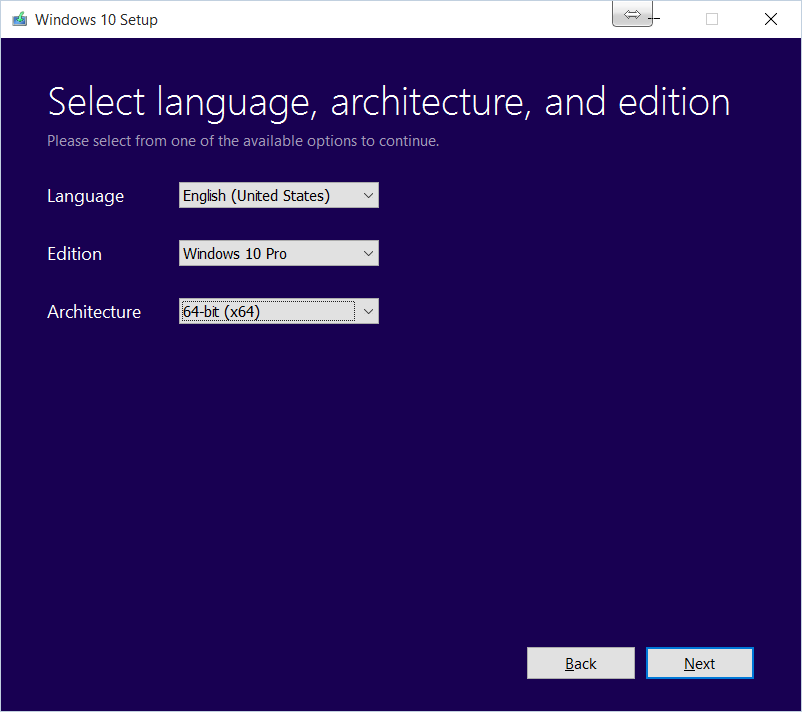 Windows 10 Setup
Select language, architecture, and edition
Please select from one of the available options to continue.
Language English (United States)
Edition Windows 10 Pro
Architecture 64-bit (x64)
Back Next